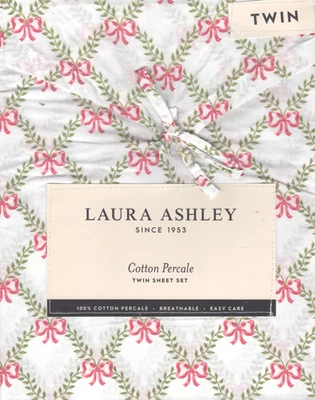 TWIN
LAURA ASHLEY
SINCE 1953
Cotton Percale
TWIN SHEET SET
100% COTTON PERCALE • BREATHABLE • EASY CARE